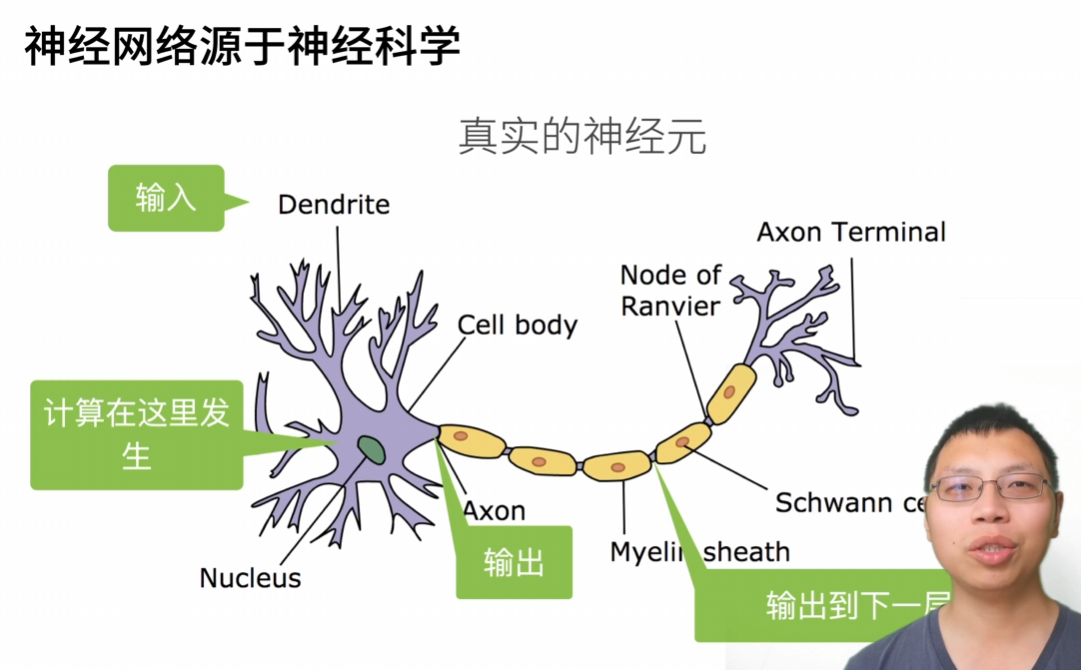 神经网络源于神经科学
真实的神经元
输入
Dendrite
Axon Terminal
Node of
Ranvier
Cell body
计算在这里发
生
Axon
Schwann ce
输出
Myelin sheath
Nucleus
输出到下一层